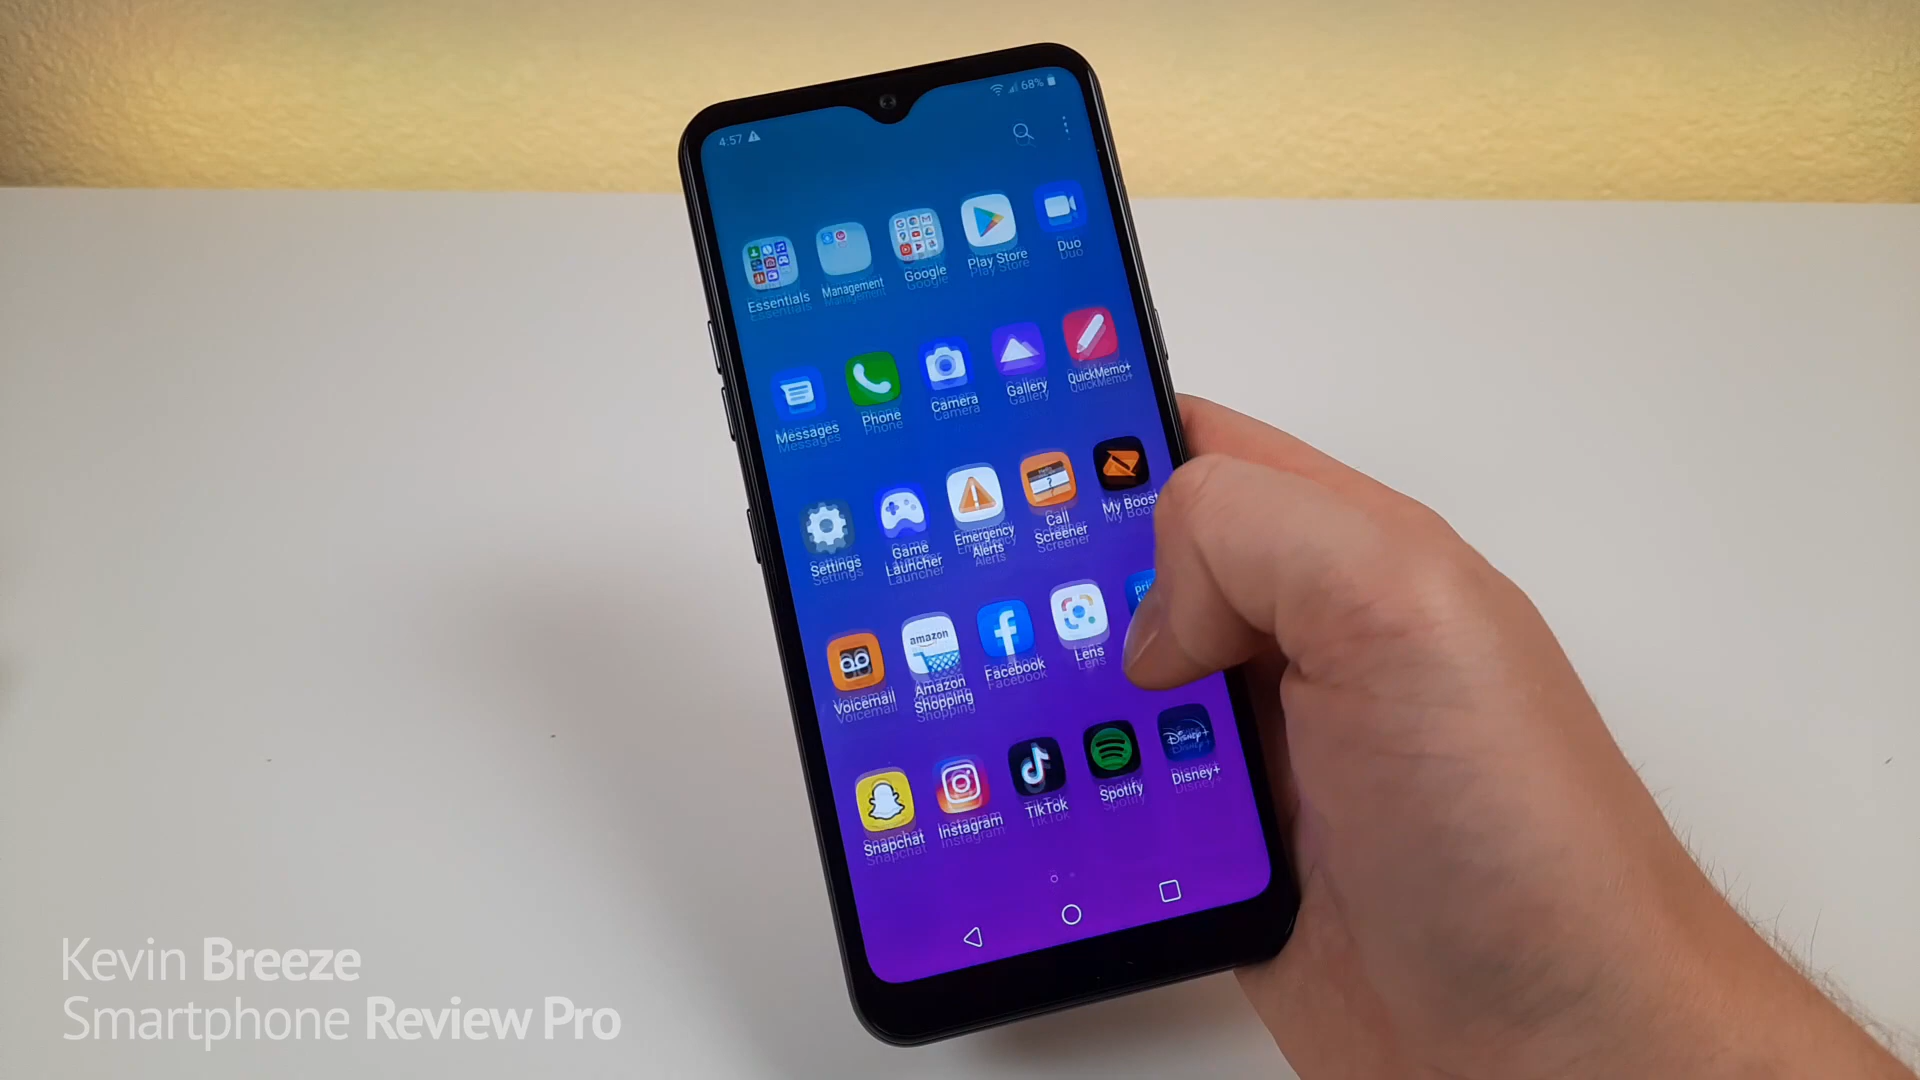 4:57
68%
Essentials
Management
Google
Play Store
Duo
Messages
Phone
Camera
Gallery
QuickMemo+
Settings
Game
Launcher
Emergency
Alerts
Call
Screener
My Boost
Voicemail
amazon
Amazon
Shopping
Facebook
Lens
Snapchat
Instagram
TikTok
Spotify
Disney+
Disney+
Kevin Breeze
Smartphone Review Pro